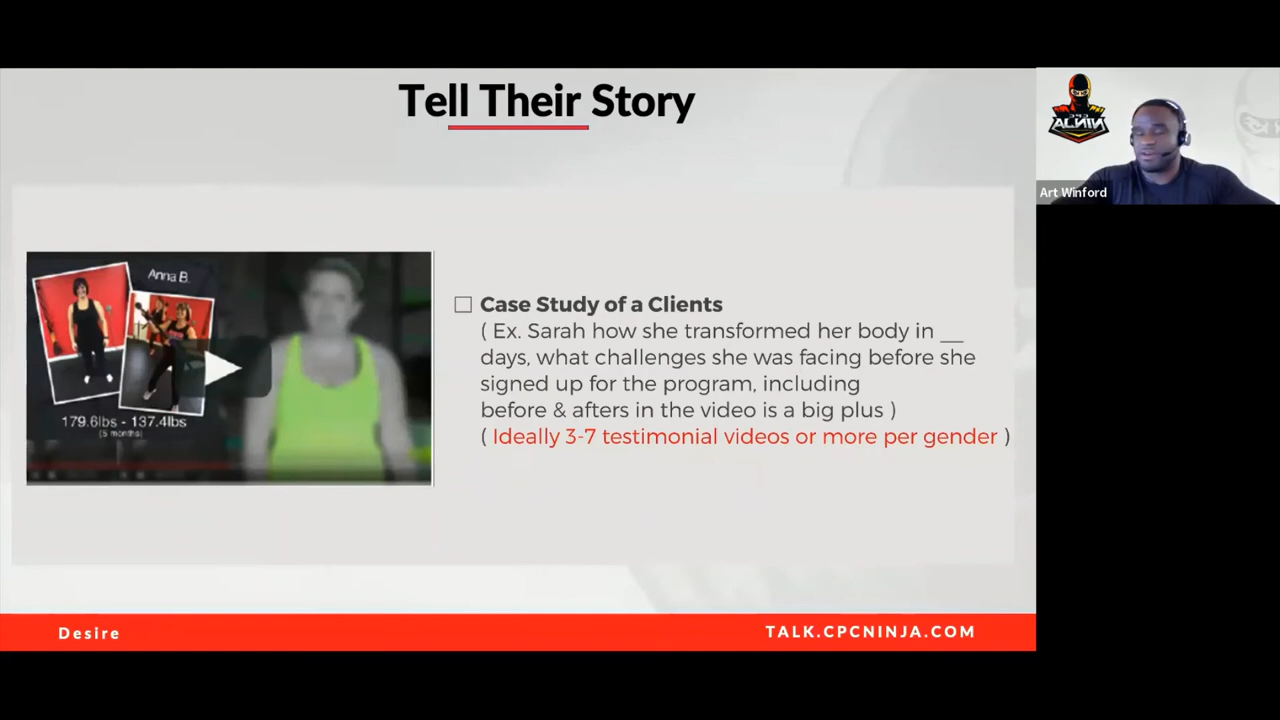 Tell Their Story
Art Winford
Anna B.
179.6lbs - 137.4lbs
(5 months)
Case Study of a Clients
( Ex. Sarah how she transformed her body in __
days, what challenges she was facing before she
signed up for the program, including
before & afters in the video is a big plus )
( Ideally 3-7 testimonial videos or more per gender )
Desire
TALK.CPCNINJA.COM